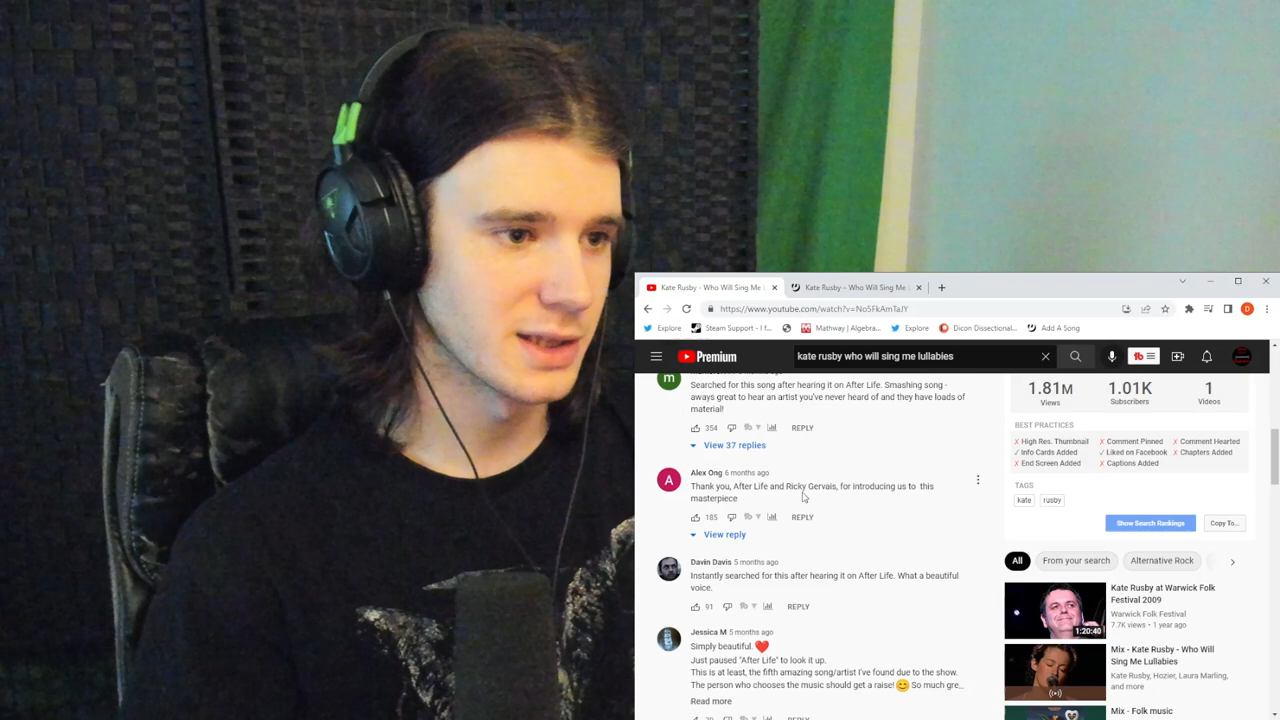 Kate Rusby - Who Will Sing Me L
Kate Rusby – Who Will Sing Me L
https://www.youtube.com/watch?v=No5FkAmTaJY
Explore
Steam Support - I f...
Mathway | Algebra...
Explore
Dicon Dissectional...
Add A Song
Premium
kate rusby who will sing me lullabies
Searched for this song after hearing it on After Life. Smashing song -
aways great to hear an artist you've never heard of and they have loads of
material!
354
REPLY
View 37 replies
Alex Ong 6 months ago
Thank you, After Life and Ricky Gervais, for introducing us to this
masterpiece
185
REPLY
View reply
Davin Davis 5 months ago
Instantly searched for this after hearing it on After Life. What a beautiful
voice.
91
REPLY
Jessica M 5 months ago
Simply beautiful.❤️
Just paused "After Life" to look it up.
This is at least, the fifth amazing song/artist I've found due to the show.
The person who chooses the music should get a raise!😊 So much gre...
Read more
REPLY
1.81M
Views
1.01K
Subscribers
1
Videos
BEST PRACTICES
✗ High Res. Thumbnail
✗ Comment Pinned
✗ Comment Hearted
✓ Info Cards Added
✓ Liked on Facebook
✗ Chapters Added
✗ End Screen Added
✗ Captions Added
TAGS
kate
rusby
Show Search Rankings
Copy To...
All
From your search
Alternative Rock
Kate Rusby at Warwick Folk
Festival 2009
Warwick Folk Festival
7.7K views • 1 year ago
1:20:40
Mix - Kate Rusby - Who Will
Sing Me Lullabies
Kate Rusby, Hozier, Laura Marling,
and more
Mix - Folk music